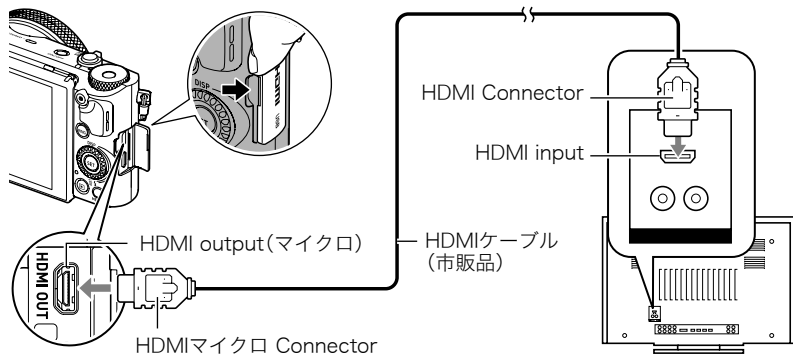 DISP
SET
HDMI Connector
HDMI input
HDMI output(マイクロ)
HDMIケーブル
(市販品)
HDMI OUT
HDMIマイクロ Connector